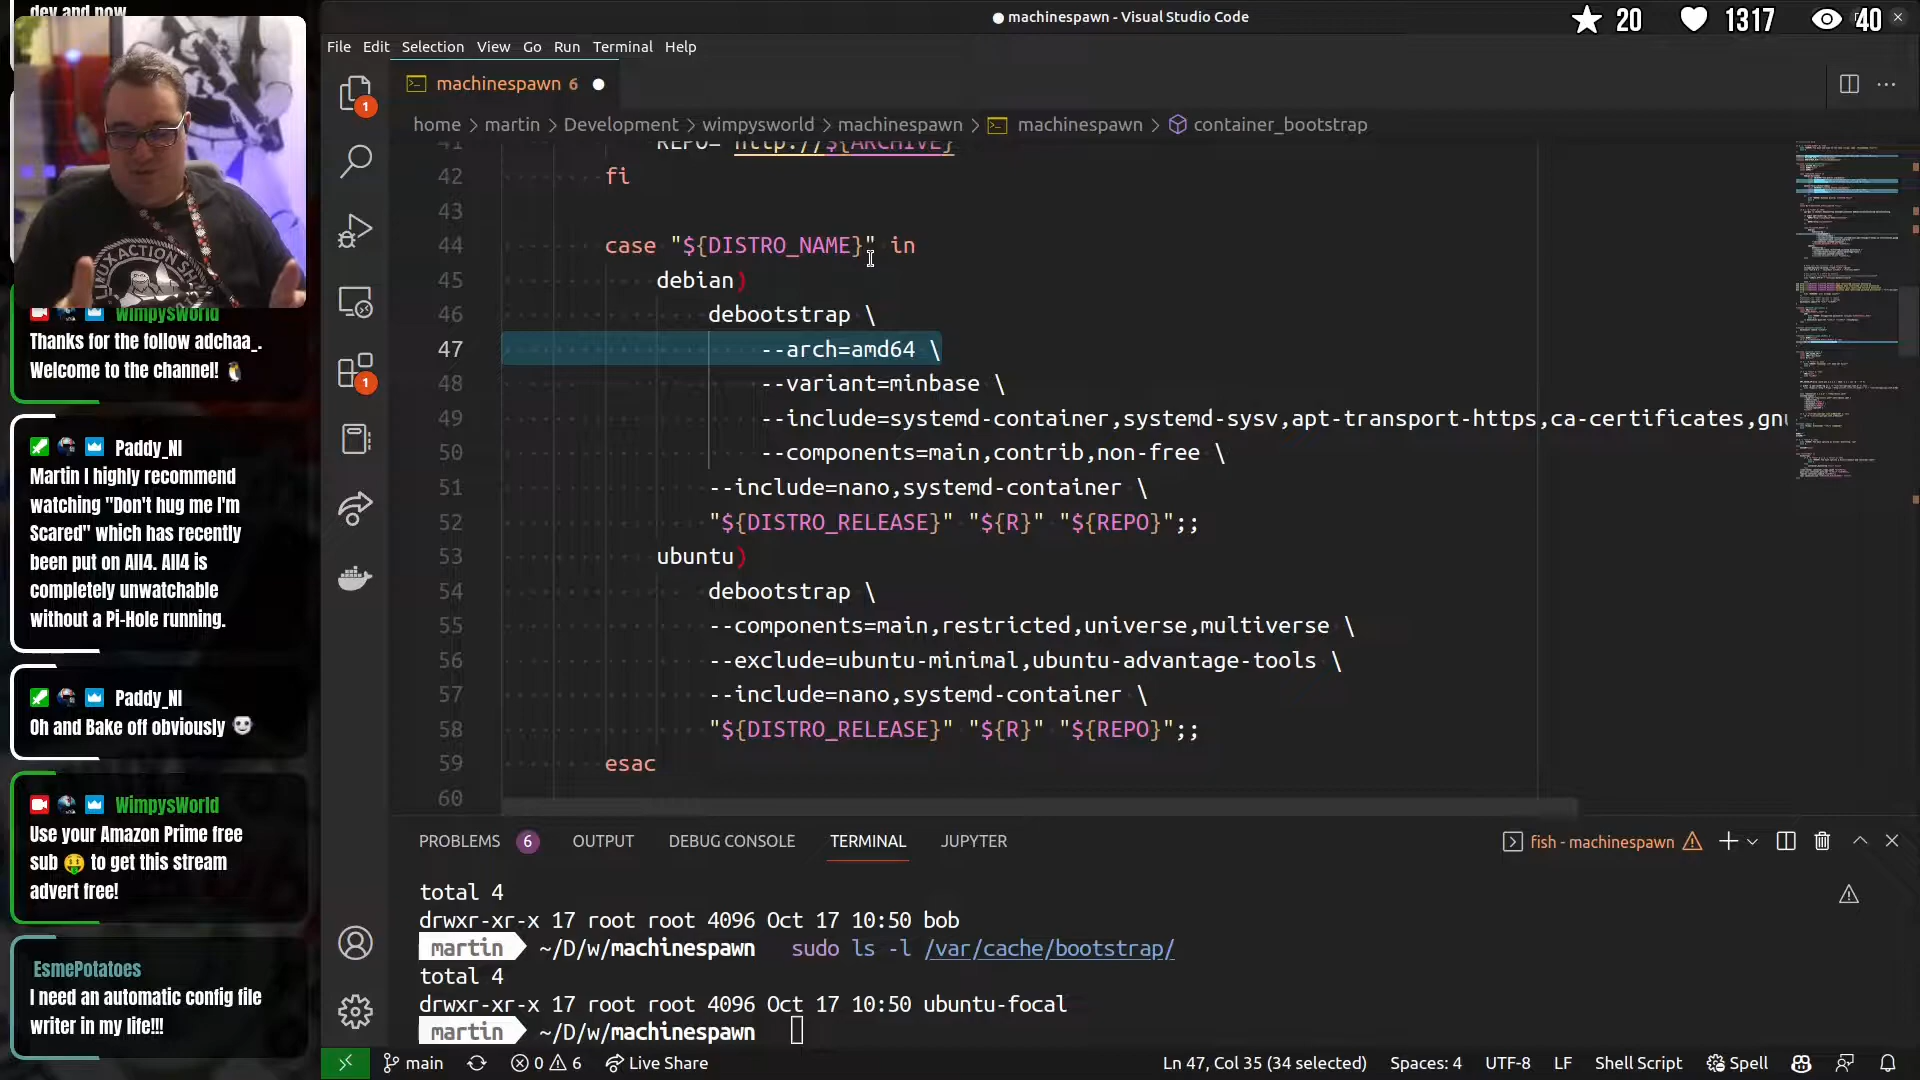 dev and now
WimpysWorld
Thanks for the follow adchaa_.
Welcome to the channel! 🐧
Paddy_NI
Martin I highly recommend
watching "Don't hug me I'm
Scared" which has recently
been put on All4. All4 is
completely unwatchable
without a Pi-Hole running.
Paddy_NI
Oh and Bake off obviously
WimpysWorld
Use your Amazon Prime free
sub 🤑 to get this stream
advert free!
EsmePotatoes
I need an automatic config file
writer in my life!!!
machinespawn - Visual Studio Code
20 1317 40
File Edit Selection View Go Run Terminal Help
machinespawn 6
home > martin > Development > wimpysworld > machinespawn > machinespawn > container_bootstrap
41 REPO="http://${ARCHIVE}"
42 fi
43
44 case "${DISTRO_NAME}" in
45 debian)
46 debootstrap \
47 --arch=amd64 \
48 --variant=minbase \
49 --include=systemd-container,systemd-sysv,apt-transport-https,ca-certificates,gnu
50 --components=main,contrib,non-free \
51 --include=nano,systemd-container \
52 "${DISTRO_RELEASE}" "${R}" "${REPO}";;
53 ubuntu)
54 debootstrap \
55 --components=main,restricted,universe,multiverse \
56 --exclude=ubuntu-minimal,ubuntu-advantage-tools \
57 --include=nano,systemd-container \
58 "${DISTRO_RELEASE}" "${R}" "${REPO}";;
59 esac
60
PROBLEMS 6 OUTPUT DEBUG CONSOLE TERMINAL JUPYTER
fish - machinespawn
total 4
drwxr-xr-x 17 root root 4096 Oct 17 10:50 bob
martin ~/D/w/machinespawn sudo ls -l /var/cache/bootstrap/
total 4
drwxr-xr-x 17 root root 4096 Oct 17 10:50 ubuntu-focal
martin ~/D/w/machinespawn
main 0 6 Live Share
Ln 47, Col 35 (34 selected) Spaces: 4 UTF-8 LF Shell Script Spell
1
1
LINUX ACTION SHOW